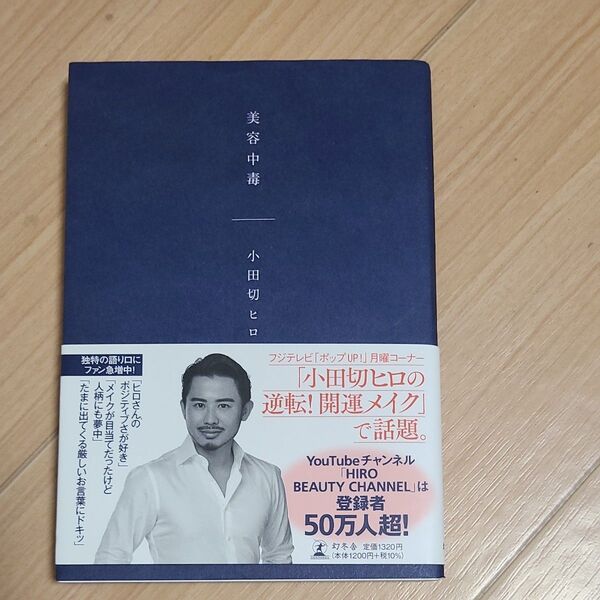 美容中毒
小田切ヒロ
独特の語り口に
ファン急増中!
「ヒロさんの
ポジティブさが好き」
「メイクが目当てだったけど
人柄にも夢中」
「たまに出てくる厳しいお言葉にドキッ」
フジテレビ「ポップUP!」月曜コーナー
「小田切ヒロの
逆転!開運メイク」
で話題。
YouTubeチャンネル
「HIRO
BEAUTY CHANNEL」は
登録者
50万人超!
幻冬舎 定価1320円
(本体1200円+税10%)